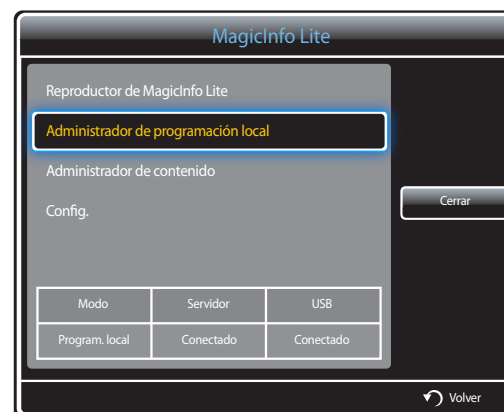 MagicInfo Lite
Reproductor de MagicInfo Lite
Administrador de programación local
Administrador de contenido
Config.
Cerrar
Modo Servidor USB
Program. local Conectado Conectado
Volver